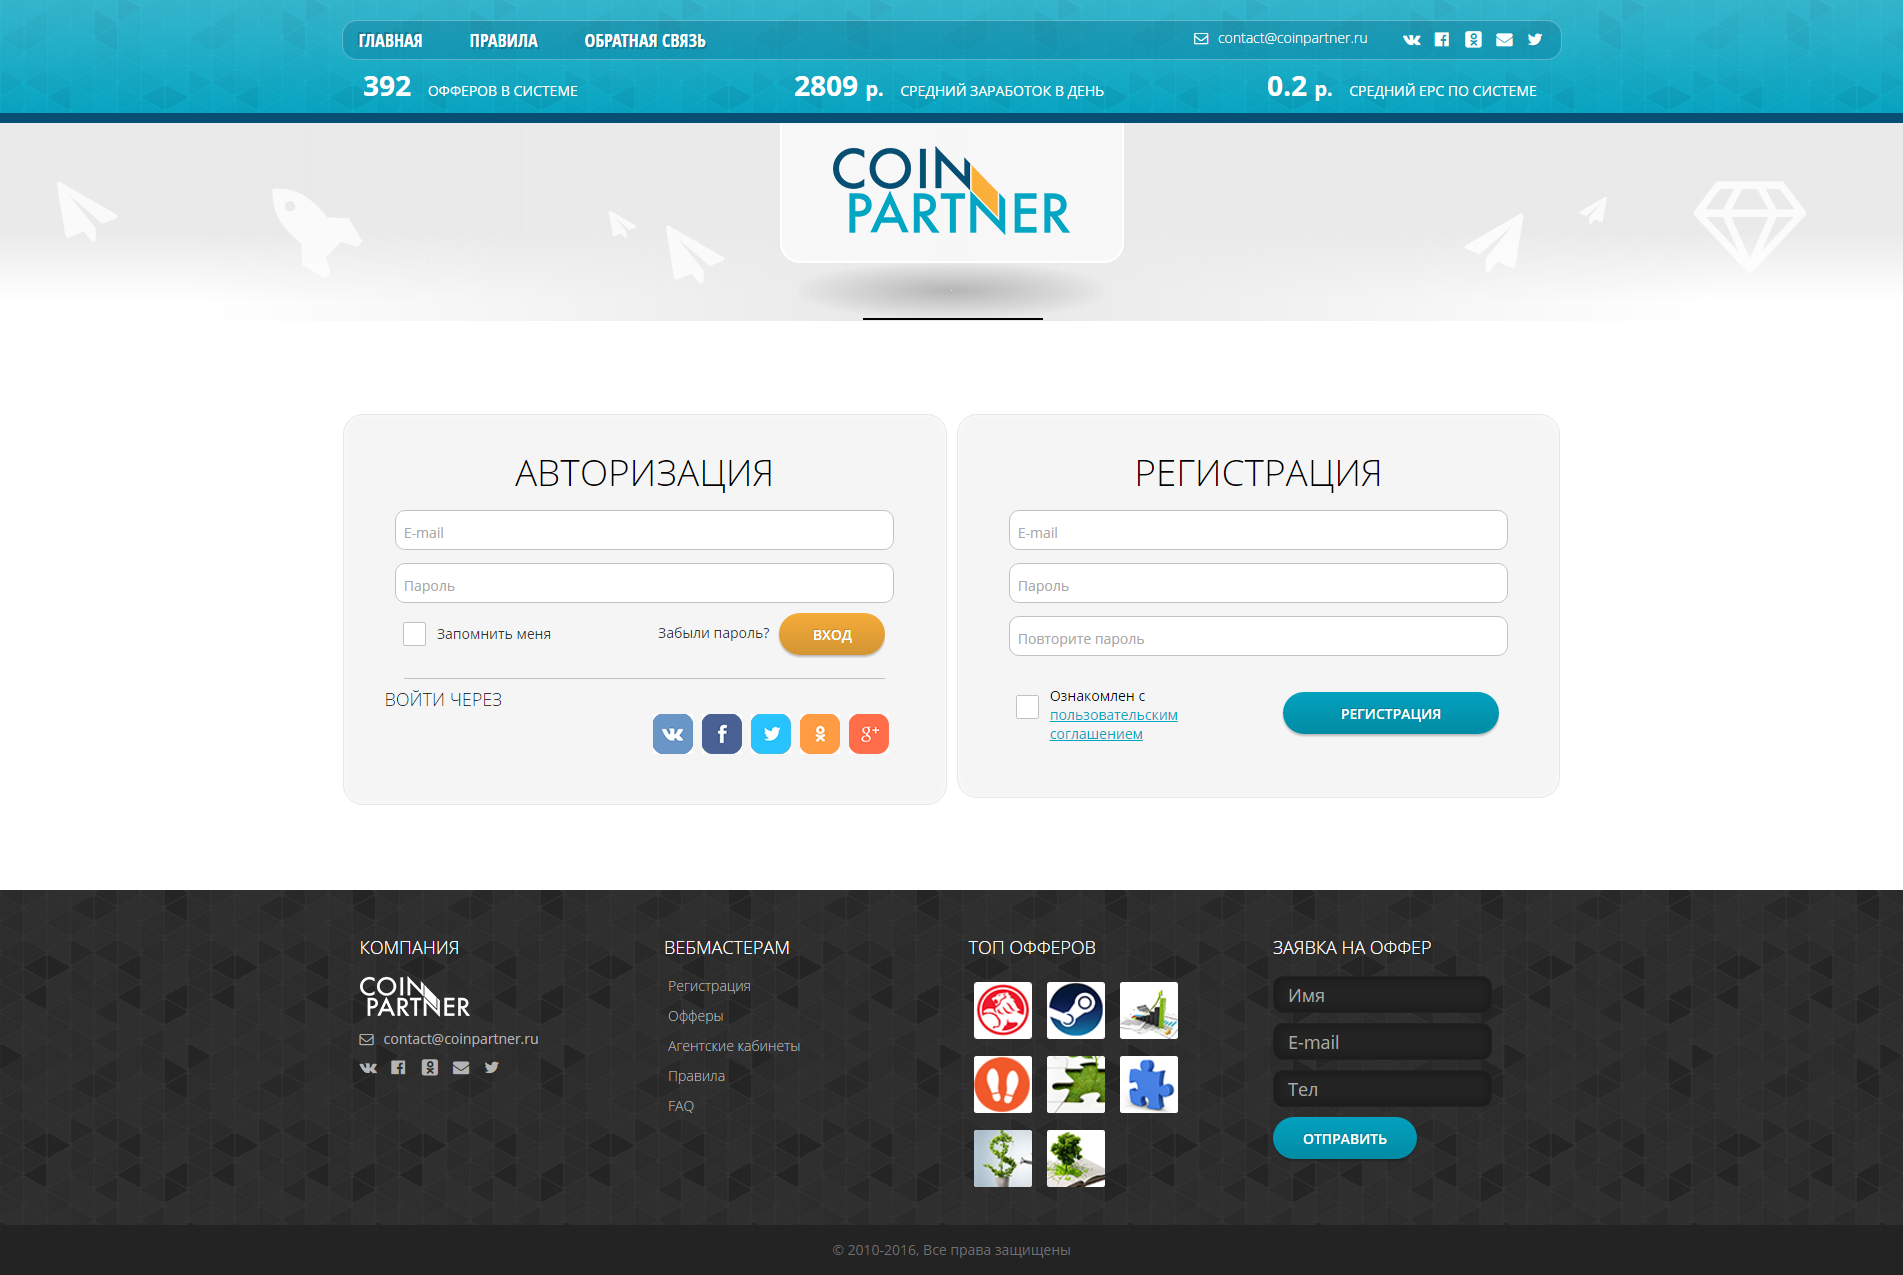 ГЛАВНАЯ ПРАВИЛА ОБРАТНАЯ СВЯЗЬ contact@coinpartner.ru
392 ОФФЕРОВ В СИСТЕМЕ 2809 р. СРЕДНИЙ ЗАРАБОТОК В ДЕНЬ 0.2 р. СРЕДНИЙ EPC ПО СИСТЕМЕ
COIN
PARTNER
АВТОРИЗАЦИЯ
E-mail
Пароль
Запомнить меня Забыли пароль? ВХОД
ВОЙТИ ЧЕРЕЗ
РЕГИСТРАЦИЯ
E-mail
Пароль
Повторите пароль
Ознакомлен с
пользовательским
соглашением
РЕГИСТРАЦИЯ
КОМПАНИЯ
COIN
PARTNER
contact@coinpartner.ru
ВЕБМАСТЕРАМ
Регистрация
Офферы
Агентские кабинеты
Правила
FAQ
ТОП ОФФЕРОВ
ЗАЯВКА НА ОФФЕР
Имя
E-mail
Тел
ОТПРАВИТЬ
© 2010-2016, Все права защищены